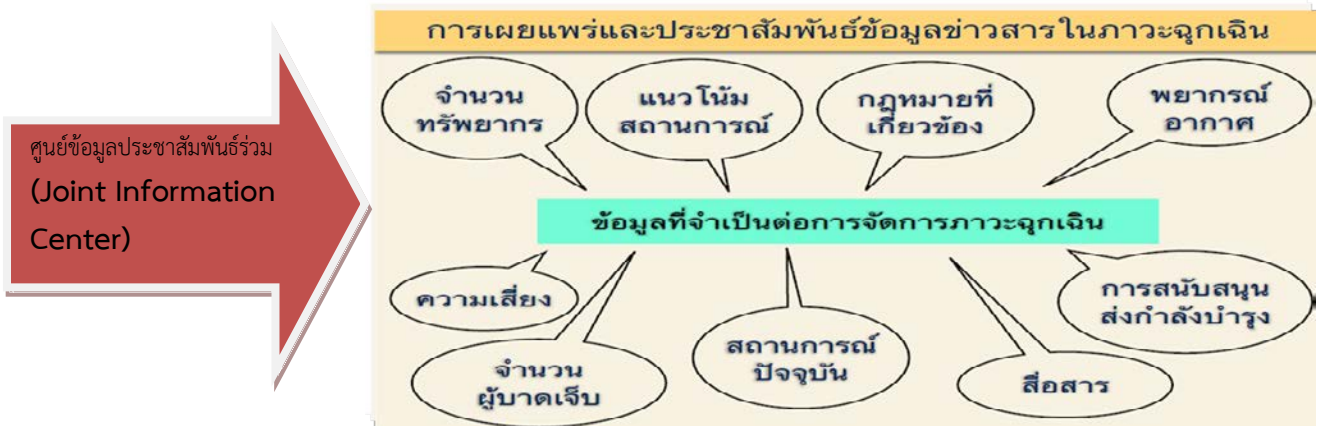 ศูนย์ข้อมูลประชาสัมพันธ์ร่วม
(Joint Information
Center)
การเผยแพร่และประชาสัมพันธ์ข้อมูลข่าวสารในภาวะฉุกเฉิน
จำนวน
ทรัพยากร
แนวโน้ม
สถานการณ์
กฎหมายที่
เกี่ยวข้อง
พยากรณ์
อากาศ
ข้อมูลที่จำเป็นต่อการจัดการภาวะฉุกเฉิน
ความเสี่ยง
จำนวน
ผู้บาดเจ็บ
สถานการณ์
ปัจจุบัน
สื่อสาร
การสนับสนุน
ส่งกำลังบำรุง